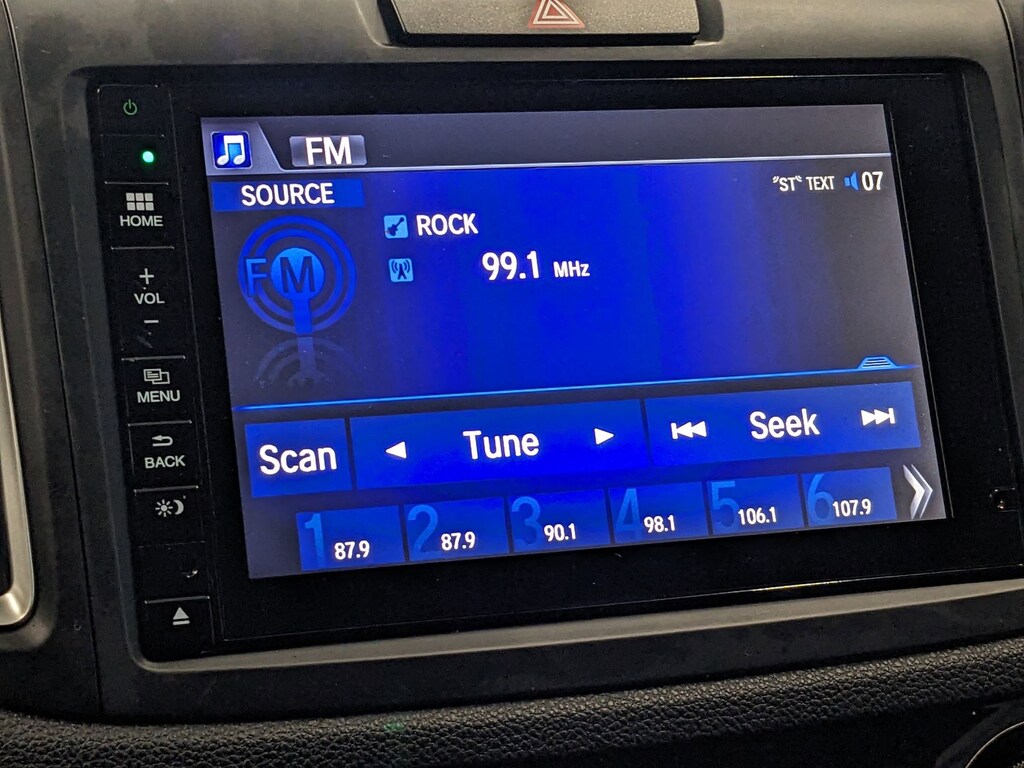 FM
SOURCE
"ST" TEXT 07
FM
ROCK
99.1 MHz
HOME
+
VOL
−
MENU
BACK
Scan
Tune
Seek
1 87.9
2 87.9
3 90.1
4 98.1
5 106.1
6 107.9